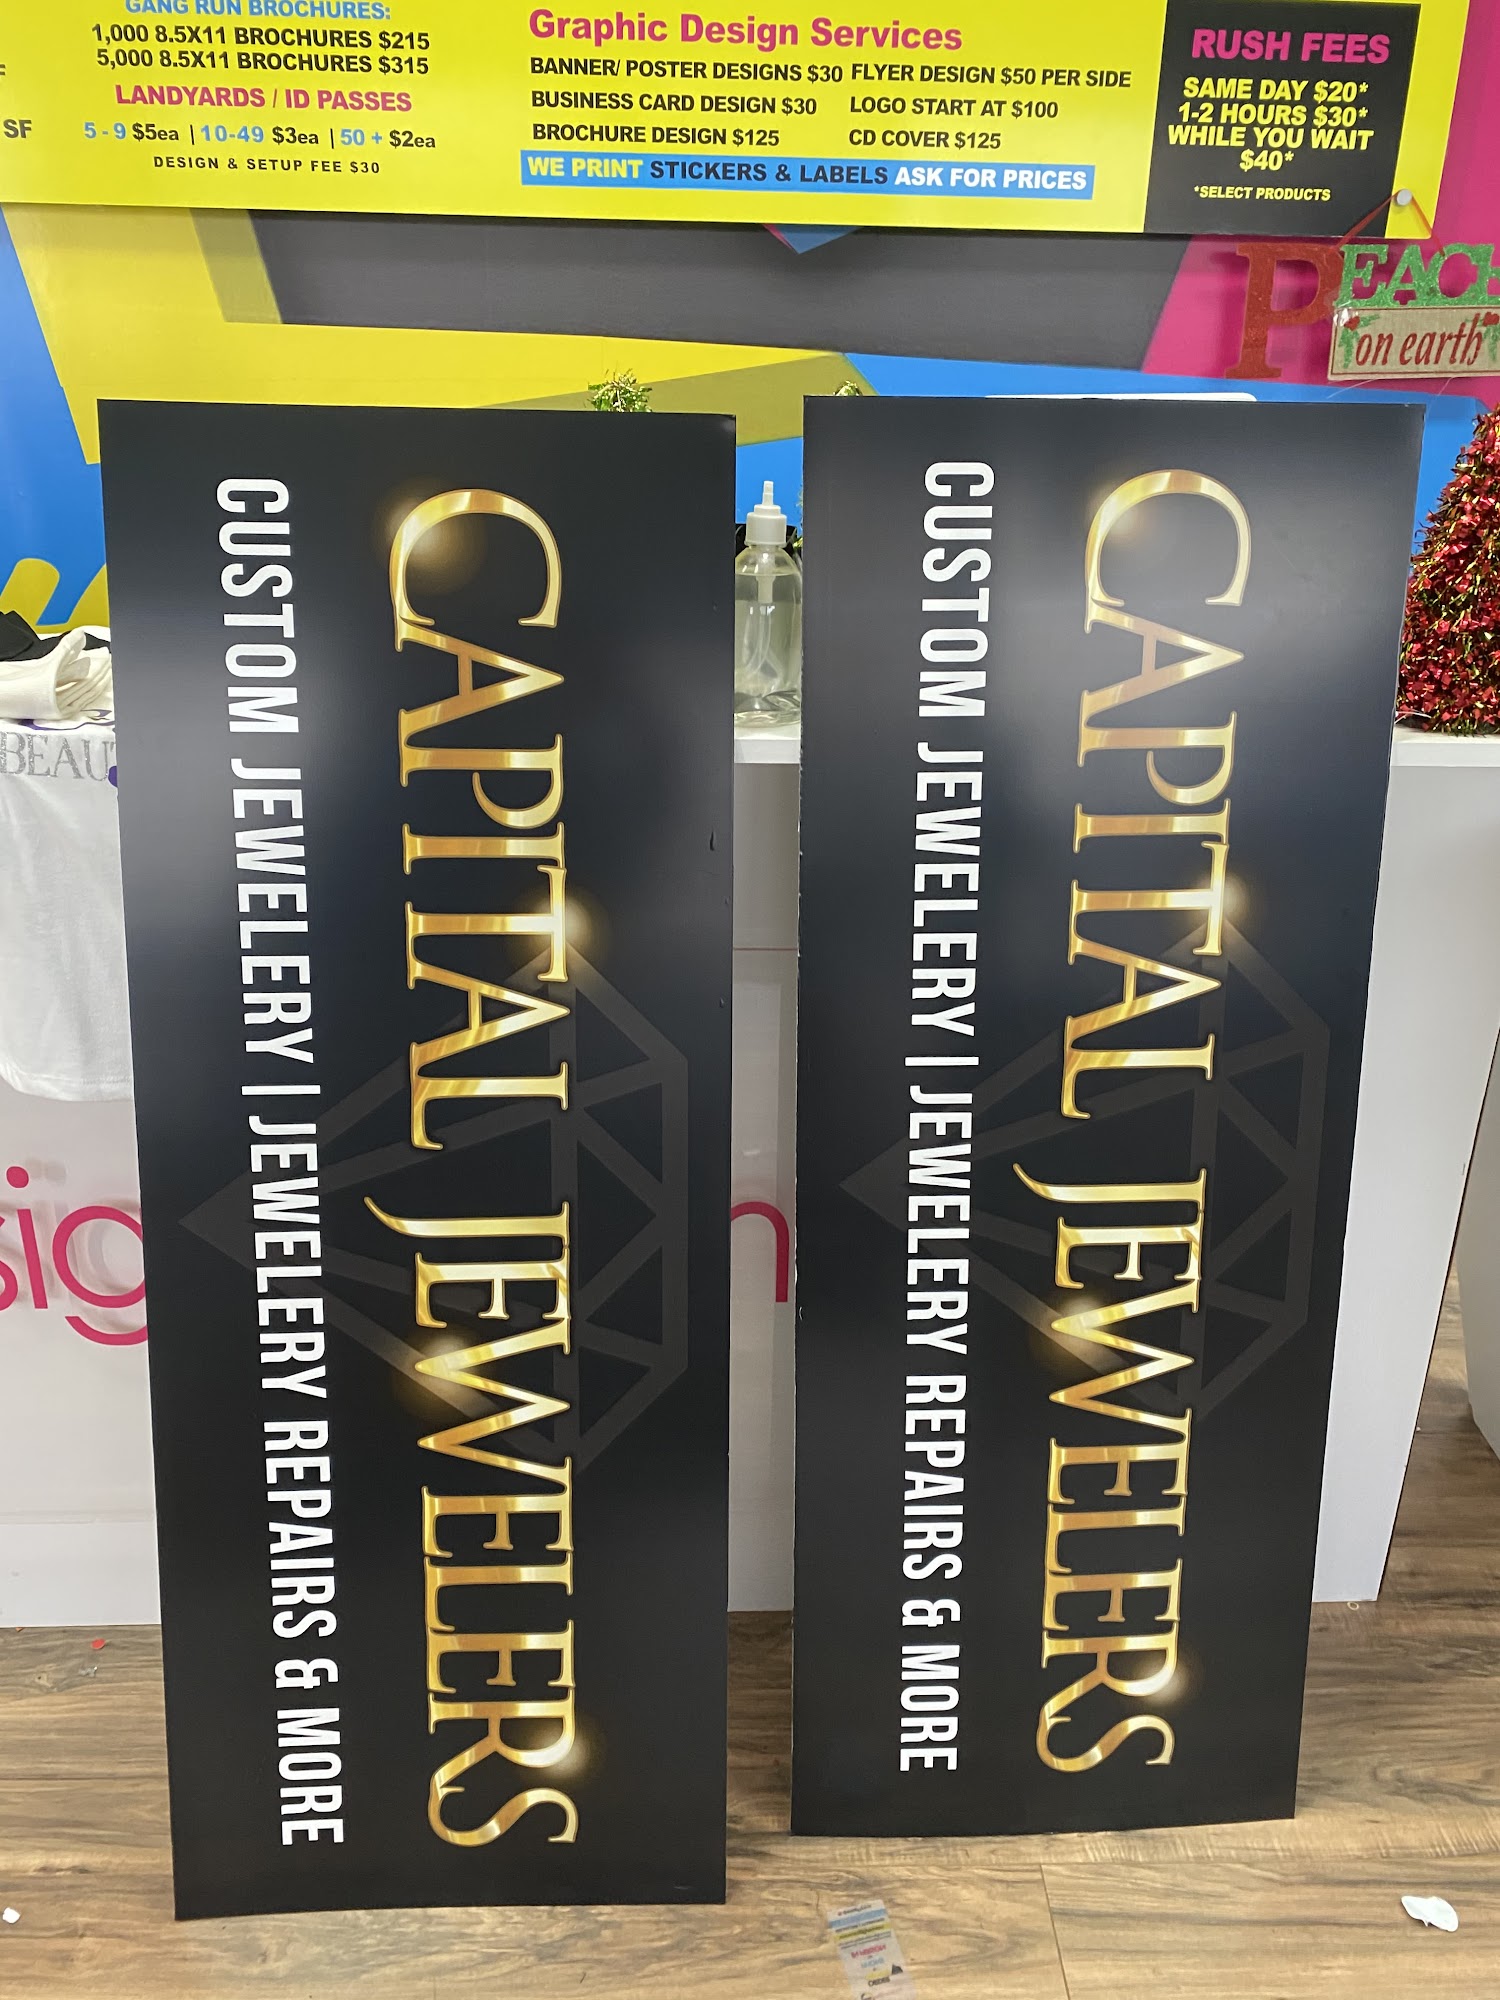 GANG RUN BROCHURES:
1,000 8.5X11 BROCHURES $215
5,000 8.5X11 BROCHURES $315
LANDYARDS / ID PASSES
SF
5 - 9 $5ea | 10-49 $3ea | 50 + $2ea
DESIGN & SETUP FEE $30
Graphic Design Services
BANNER/ POSTER DESIGNS $30 FLYER DESIGN $50 PER SIDE
BUSINESS CARD DESIGN $30 LOGO START AT $100
BROCHURE DESIGN $125 CD COVER $125
WE PRINT STICKERS & LABELS ASK FOR PRICES
RUSH FEES
SAME DAY $20*
1-2 HOURS $30*
WHILE YOU WAIT
$40*
*SELECT PRODUCTS
PEACE
on earth
CAPITAL JEWELERS
CUSTOM JEWELERY | JEWELERY REPAIRS & MORE
CAPITAL JEWELERS
CUSTOM JEWELERY | JEWELERY REPAIRS & MORE
BEAU